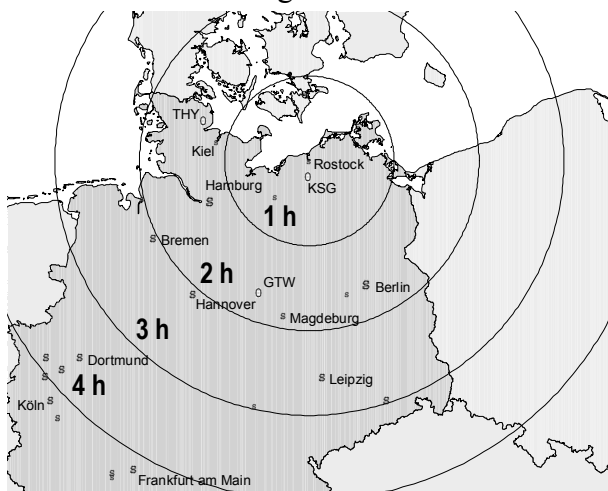 THY
Kiel
Rostock
KSG
Hamburg
1 h
Bremen
2 h
GTW
Hannover
Berlin
Magdeburg
3 h
Dortmund
4 h
Leipzig
Köln
Frankfurt am Main